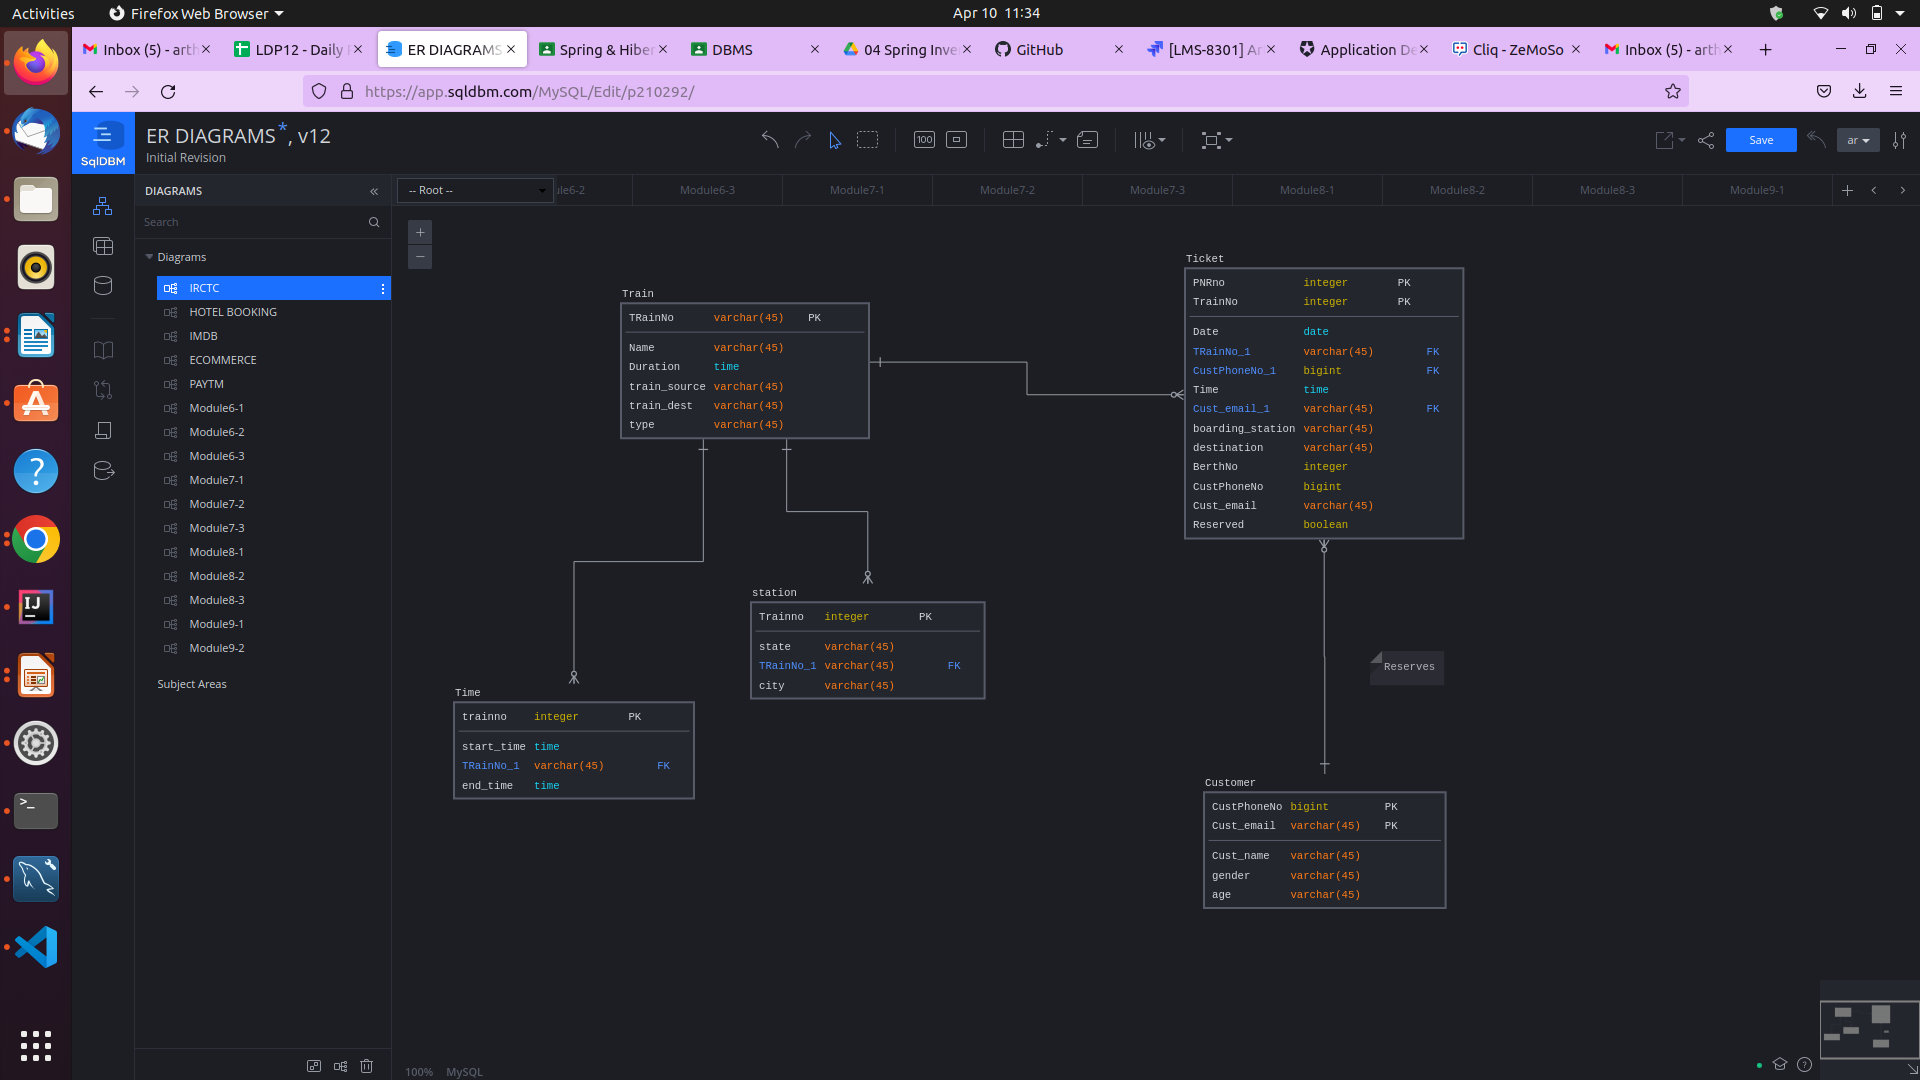 Activities
Firefox Web Browser
Apr 10 11:34
Inbox (5) - arth
LDP12 - Daily
ER DIAGRAMS
Spring & Hiber
DBMS
04 Spring Inve
GitHub
[LMS-8301] Ar
Application De
Cliq - ZeMoSo
Inbox (5) - arth
https://app.sqldbm.com/MySQL/Edit/p210292/
SqlDBM
ER DIAGRAMS*, v12
Initial Revision
100
Save
ar
DIAGRAMS
Search
Diagrams
IRCTC
HOTEL BOOKING
IMDB
ECOMMERCE
PAYTM
Module6-1
Module6-2
Module6-3
Module7-1
Module7-2
Module7-3
Module8-1
Module8-2
Module8-3
Module9-1
Module9-2
Subject Areas
-- Root --
le6-2
Module6-3
Module7-1
Module7-2
Module7-3
Module8-1
Module8-2
Module8-3
Module9-1
Train
TRainNo varchar(45) PK
Name varchar(45)
Duration time
train_source varchar(45)
train_dest varchar(45)
type varchar(45)
Ticket
PNRno integer PK
TrainNo integer PK
Date date
TRainNo_1 varchar(45) FK
CustPhoneNo_1 bigint FK
Time time
Cust_email_1 varchar(45) FK
boarding_station varchar(45)
destination varchar(45)
BerthNo integer
CustPhoneNo bigint
Cust_email varchar(45)
Reserved boolean
station
Trainno integer PK
state varchar(45)
TRainNo_1 varchar(45) FK
city varchar(45)
Time
trainno integer PK
start_time time
TRainNo_1 varchar(45) FK
end_time time
Reserves
Customer
CustPhoneNo bigint PK
Cust_email varchar(45) PK
Cust_name varchar(45)
gender varchar(45)
age varchar(45)
100% MySQL